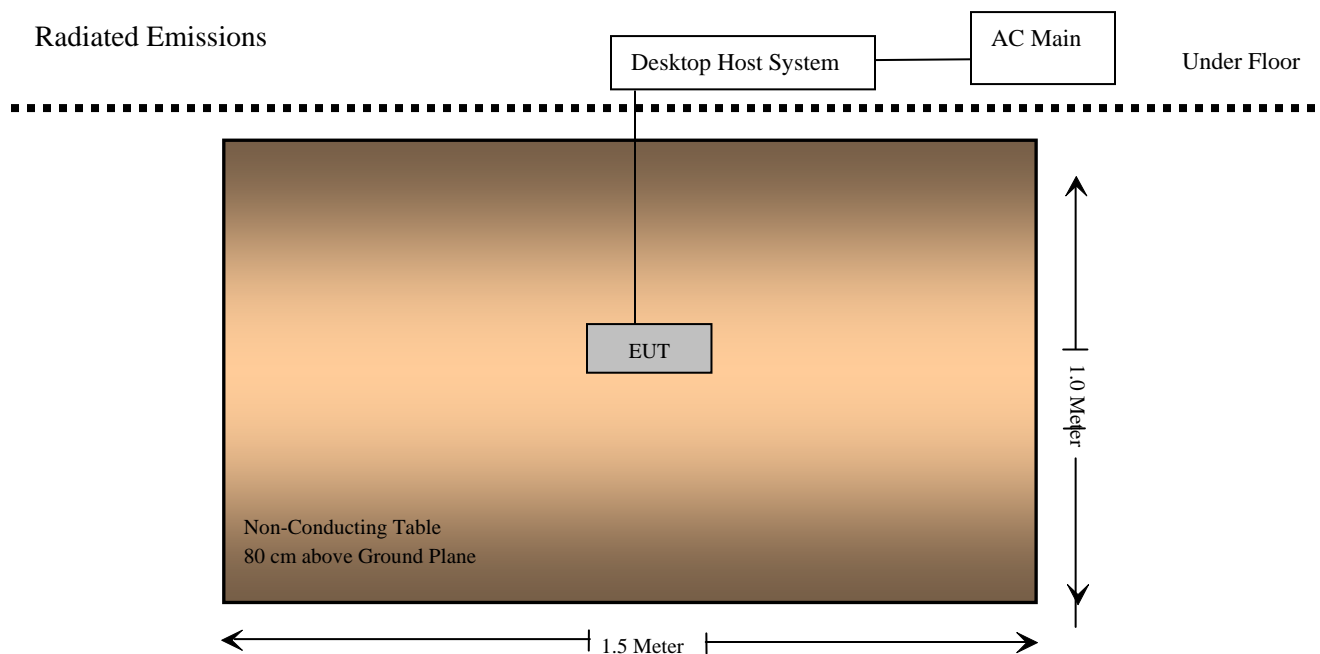 Radiated Emissions
Desktop Host System
AC Main
Under Floor
EUT
1.0 Meter
Non-Conducting Table
80 cm above Ground Plane
1.5 Meter